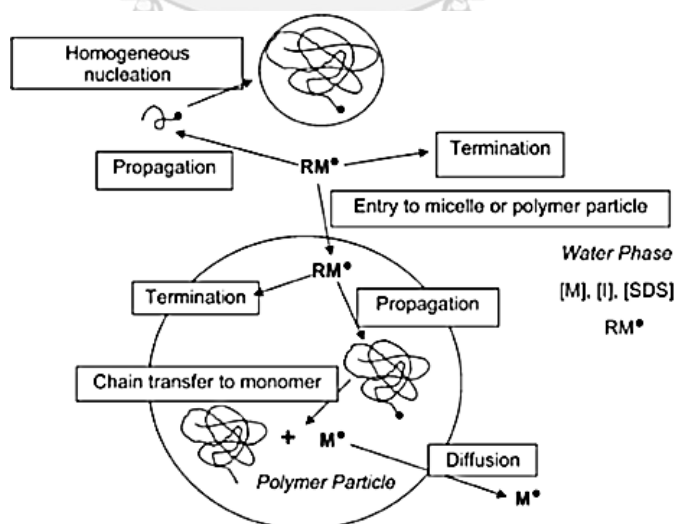 Homogeneous
nucleation
Propagation
RM•
Termination
Entry to micelle or polymer particle
Water Phase
[M], [I], [SDS]
RM•
RM•
Termination
Propagation
Chain transfer to monomer
+ M•
Polymer Particle
Diffusion
M•